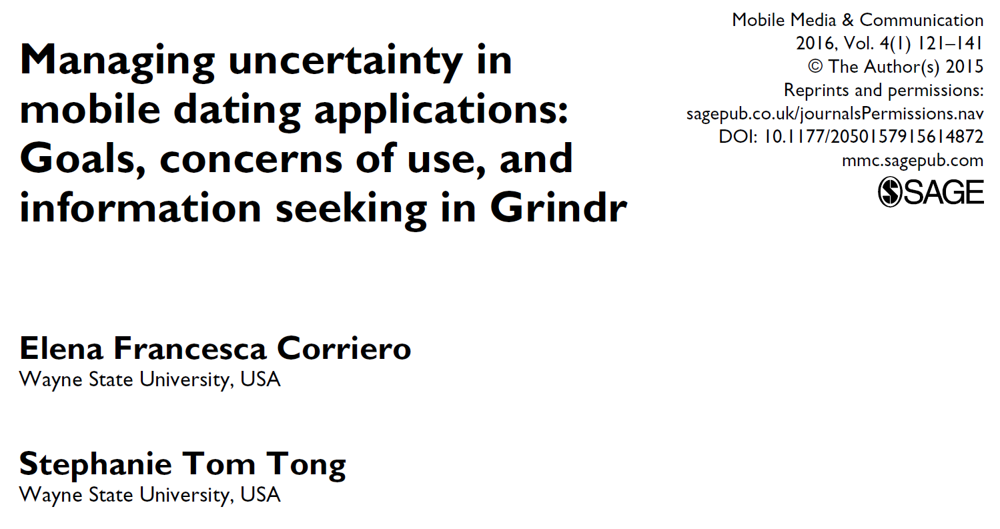 Mobile Media & Communication
2016, Vol. 4(1) 121–141
© The Author(s) 2015
Reprints and permissions:
sagepub.co.uk/journalsPermissions.nav
DOI: 10.1177/2050157915614872
mmc.sagepub.com
SAGE
Managing uncertainty in
mobile dating applications:
Goals, concerns of use, and
information seeking in Grindr
Elena Francesca Corriero
Wayne State University, USA
Stephanie Tom Tong
Wayne State University, USA